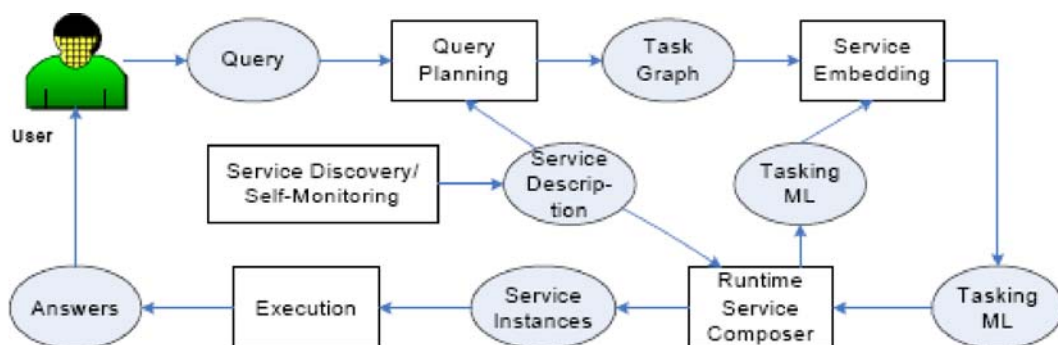 Query
Query
Planning
Task
Graph
Service
Embedding
User
Service Discovery/
Self-Monitoring
Service
Descrip-
tion
Tasking
ML
Answers
Execution
Service
Instances
Runtime
Service
Composer
Tasking
ML